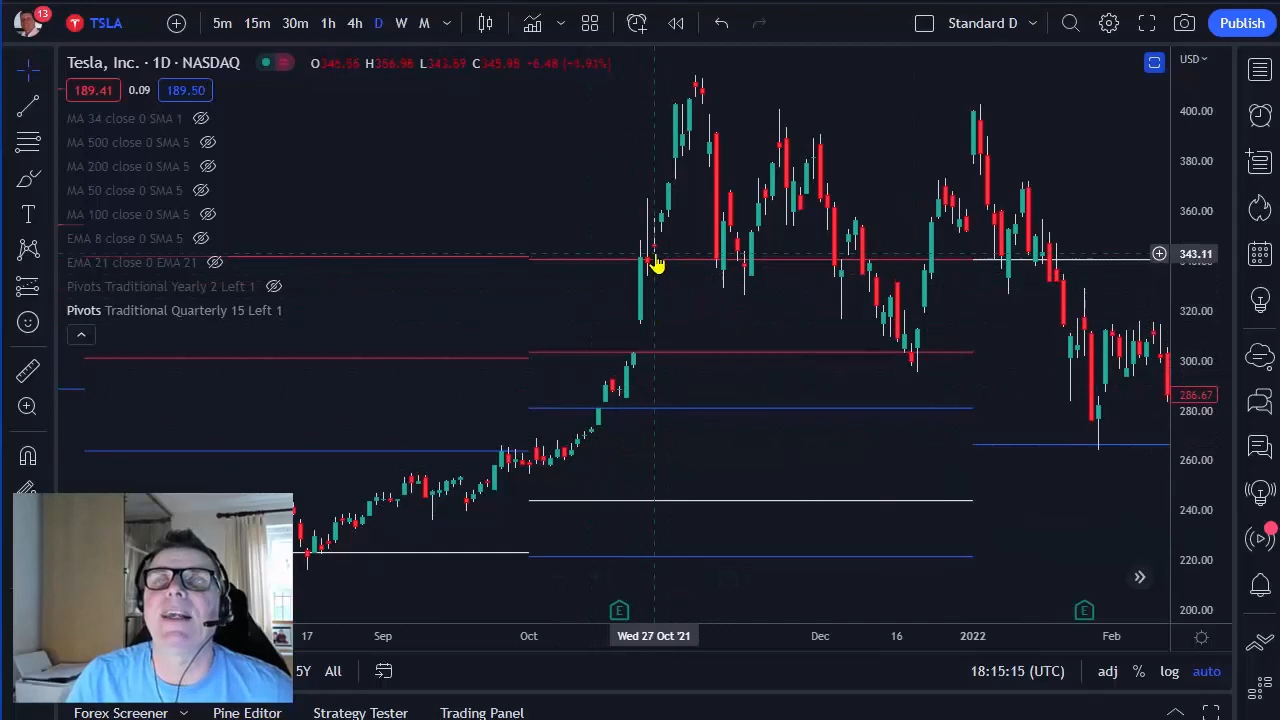 13
TSLA
5m 15m 30m 1h 4h D W M
Standard D
Publish
Tesla, Inc. · 1D · NASDAQ
USD
189.41 0.09 189.50
MA 34 close 0 SMA 1
MA 500 close 0 SMA 5
MA 200 close 0 SMA 5
MA 50 close 0 SMA 5
MA 100 close 0 SMA 5
EMA 8 close 0 SMA 5
EMA 21 close 0 EMA 21
Pivots Traditional Yearly 2 Left 1
Pivots Traditional Quarterly 15 Left 1
400.00
380.00
360.00
343.11
320.00
300.00
286.67
280.00
260.00
240.00
220.00
200.00
E E
17 Sep Oct Wed 27 Oct '21 Dec 16 2022 Feb
5Y All
18:15:15 (UTC) adj % log auto
Forex Screener Pine Editor Strategy Tester Trading Panel